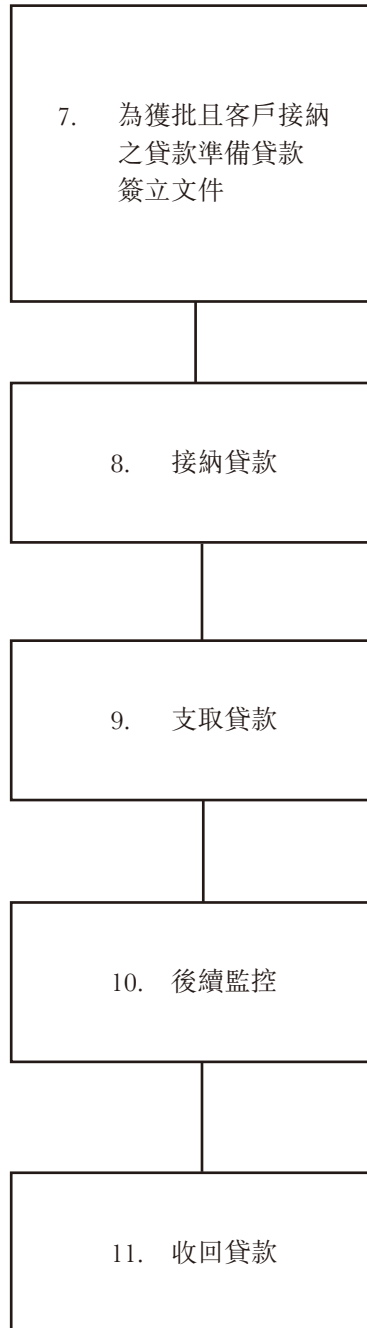 7. 為獲批且客戶接納
之貸款準備貸款
簽立文件
8. 接納貸款
9. 支取貸款
10. 後續監控
11. 收回貸款